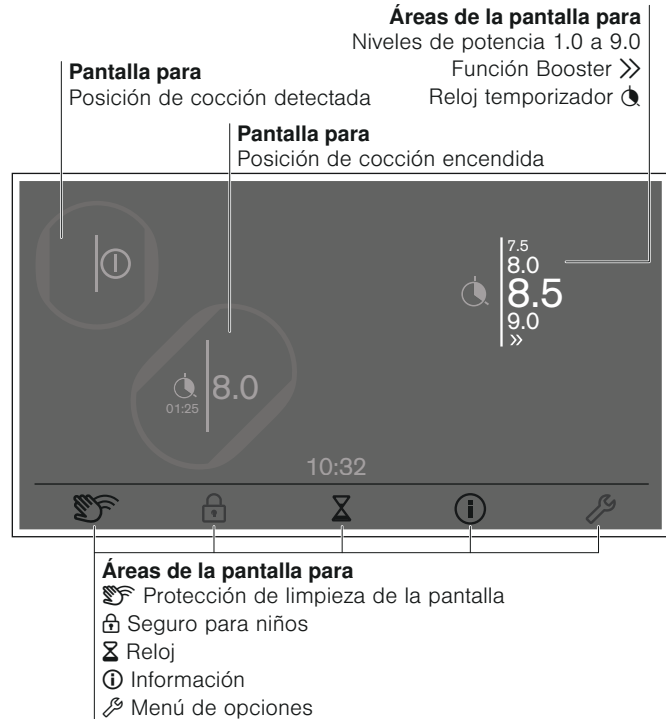 Áreas de la pantalla para
Niveles de potencia 1.0 a 9.0
Función Booster »
Reloj temporizador
Pantalla para
Posición de cocción detectada
Pantalla para
Posición de cocción encendida
7.5
8.0
8.5
9.0
»
8.0
01:25
10:32
Áreas de la pantalla para
Protección de limpieza de la pantalla
Seguro para niños
Reloj
Información
Menú de opciones